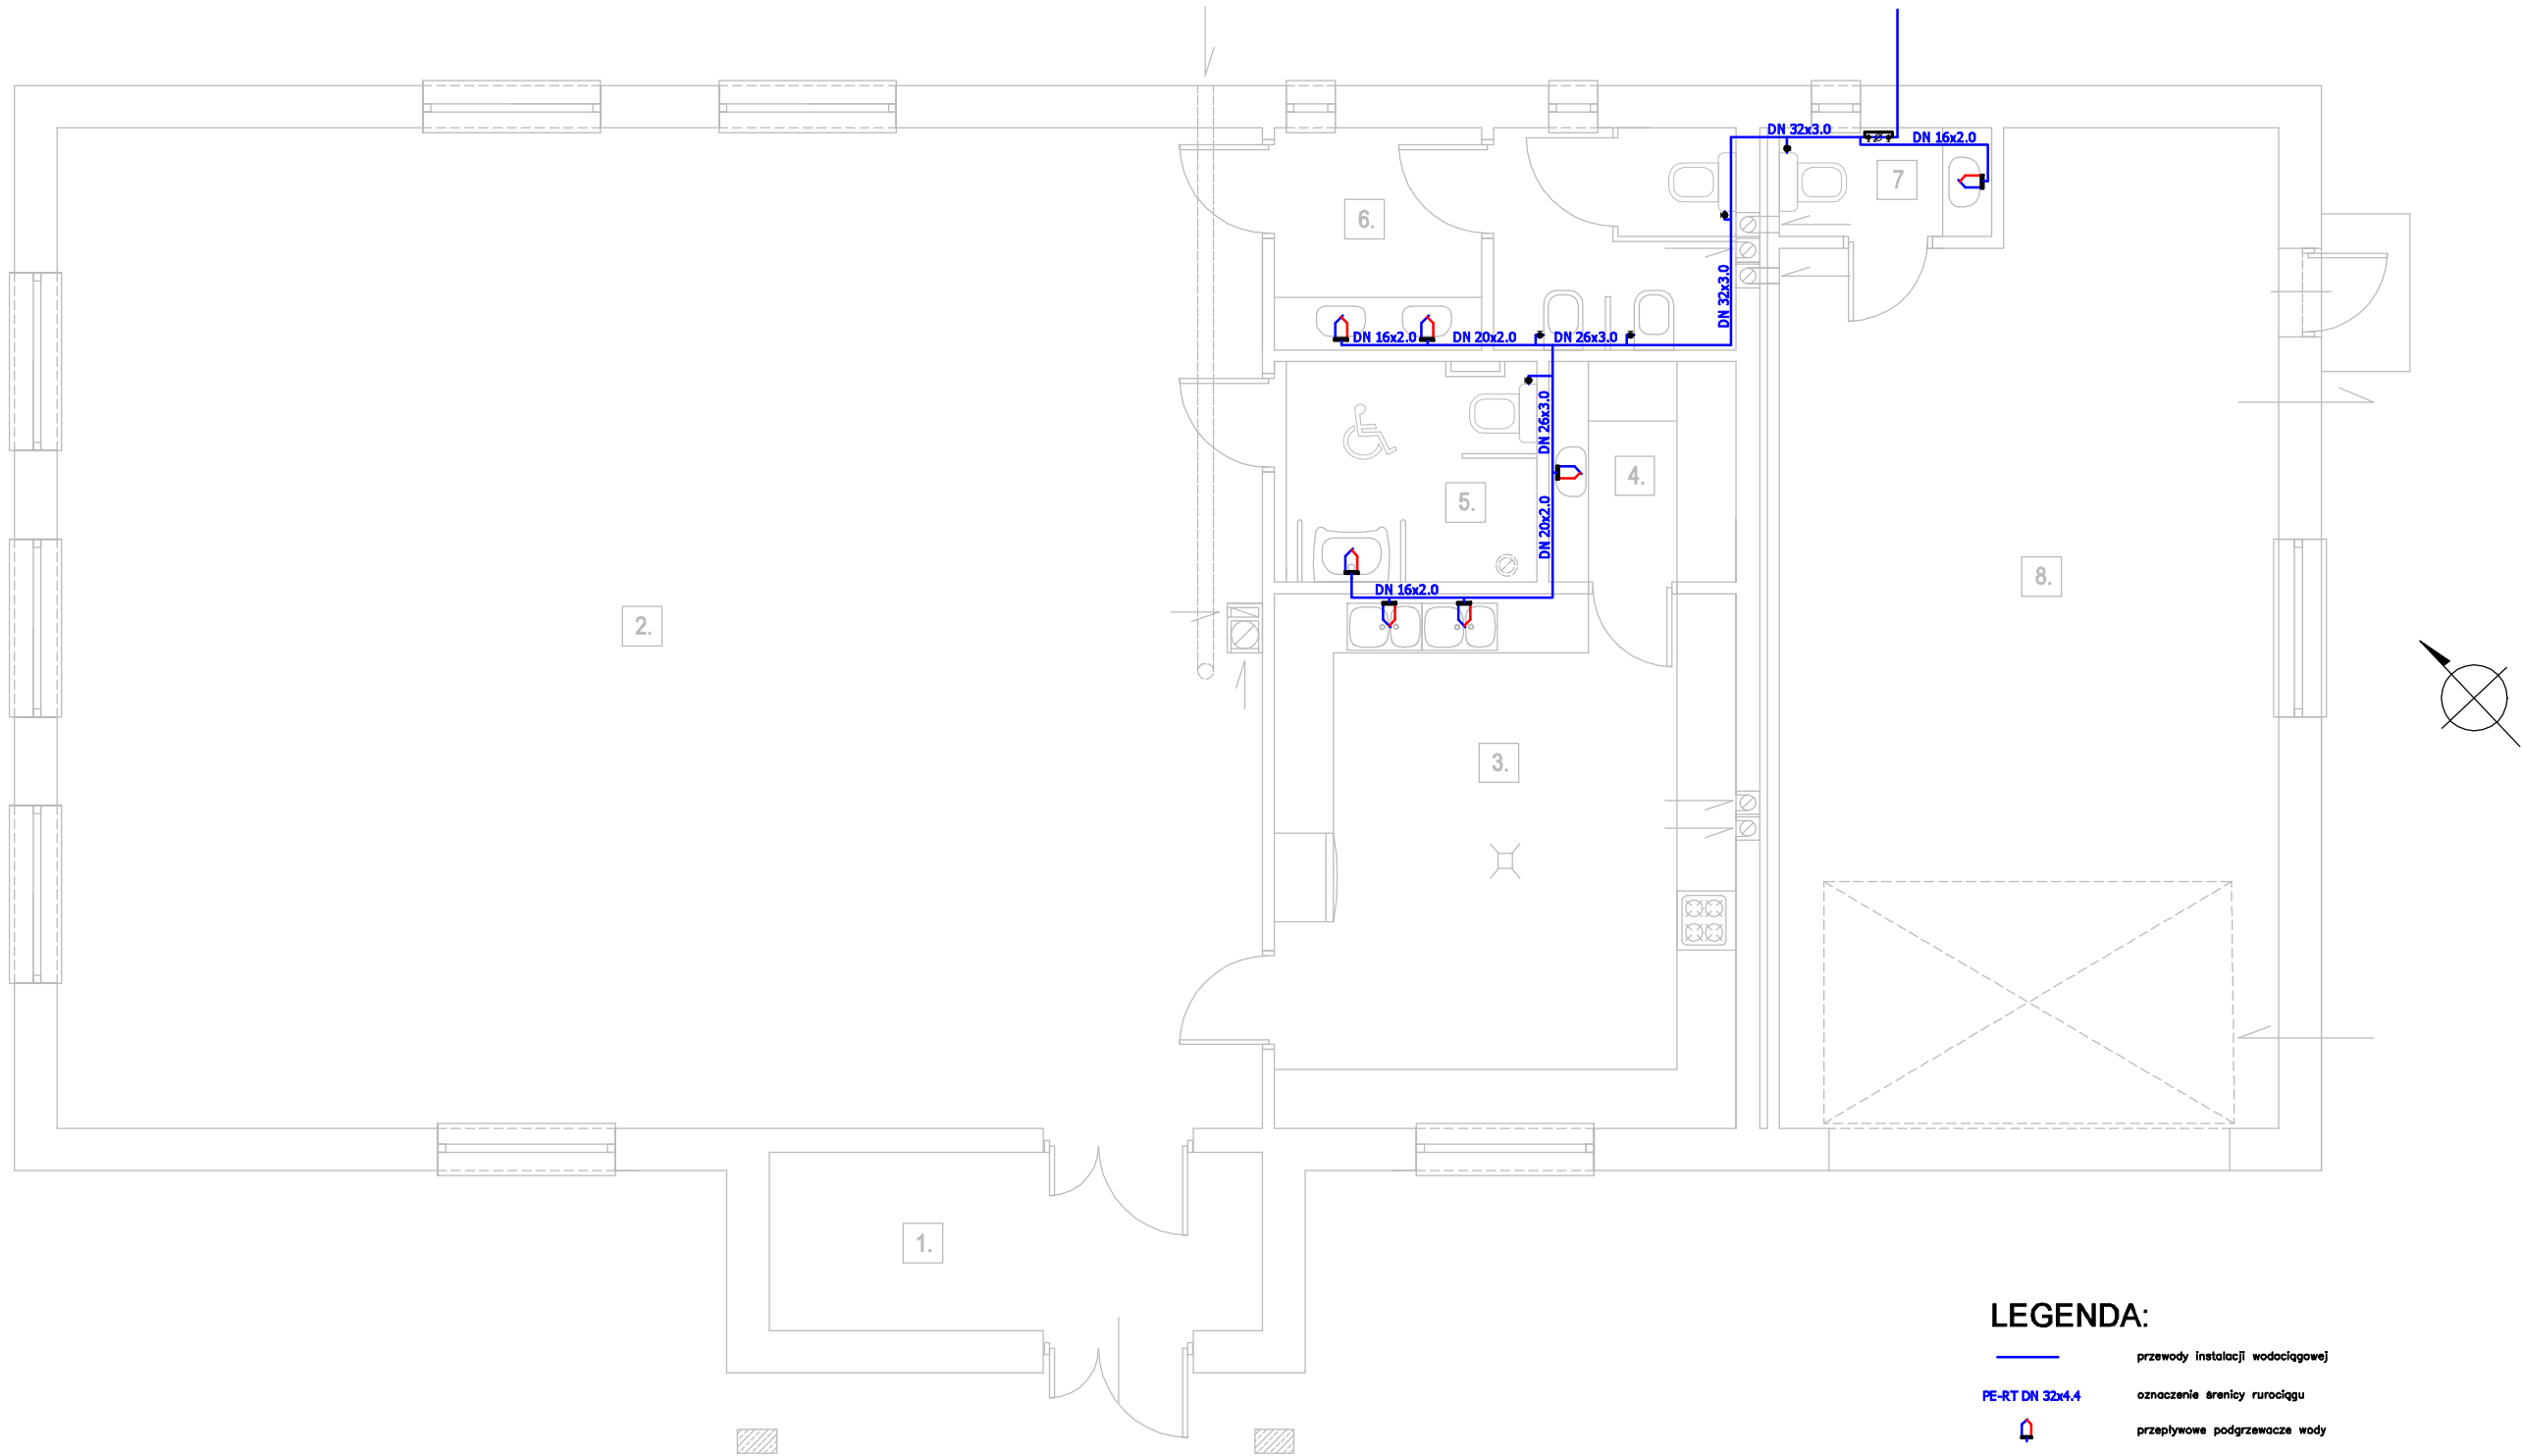 DN 32x3.0
DN 16x2.0
7
6.
DN 32x3.0
DN 16x2.0
DN 20x2.0
DN 26x3.0
DN 26x3.0
4.
5.
DN 20x2.0
DN 16x2.0
8.
2.
3.
1.
LEGENDA:
przewody instalacji wodociągowej
PE-RT DN 32x4.4
oznaczenie śrenicy rurociągu
przepływowe podgrzewacze wody